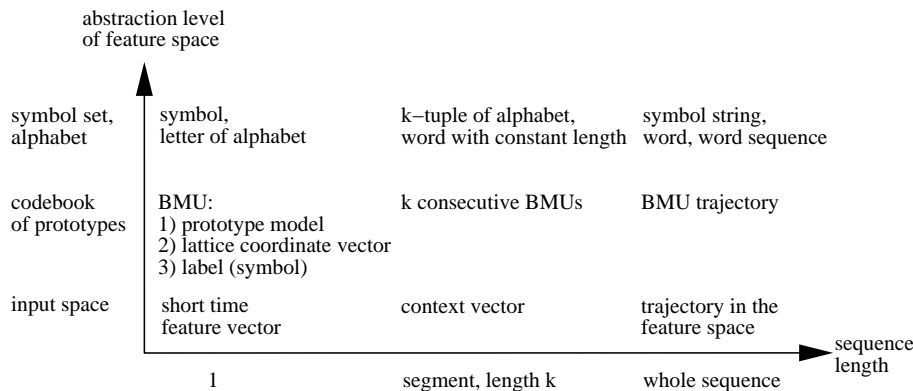 abstraction level
of feature space
symbol set,
alphabet
symbol,
letter of alphabet
k−tuple of alphabet,
word with constant length
symbol string,
word, word sequence
codebook
of prototypes
BMU:
1) prototype model
2) lattice coordinate vector
3) label (symbol)
k consecutive BMUs
BMU trajectory
input space
short time
feature vector
context vector
trajectory in the
feature space
sequence
length
1
segment, length k
whole sequence